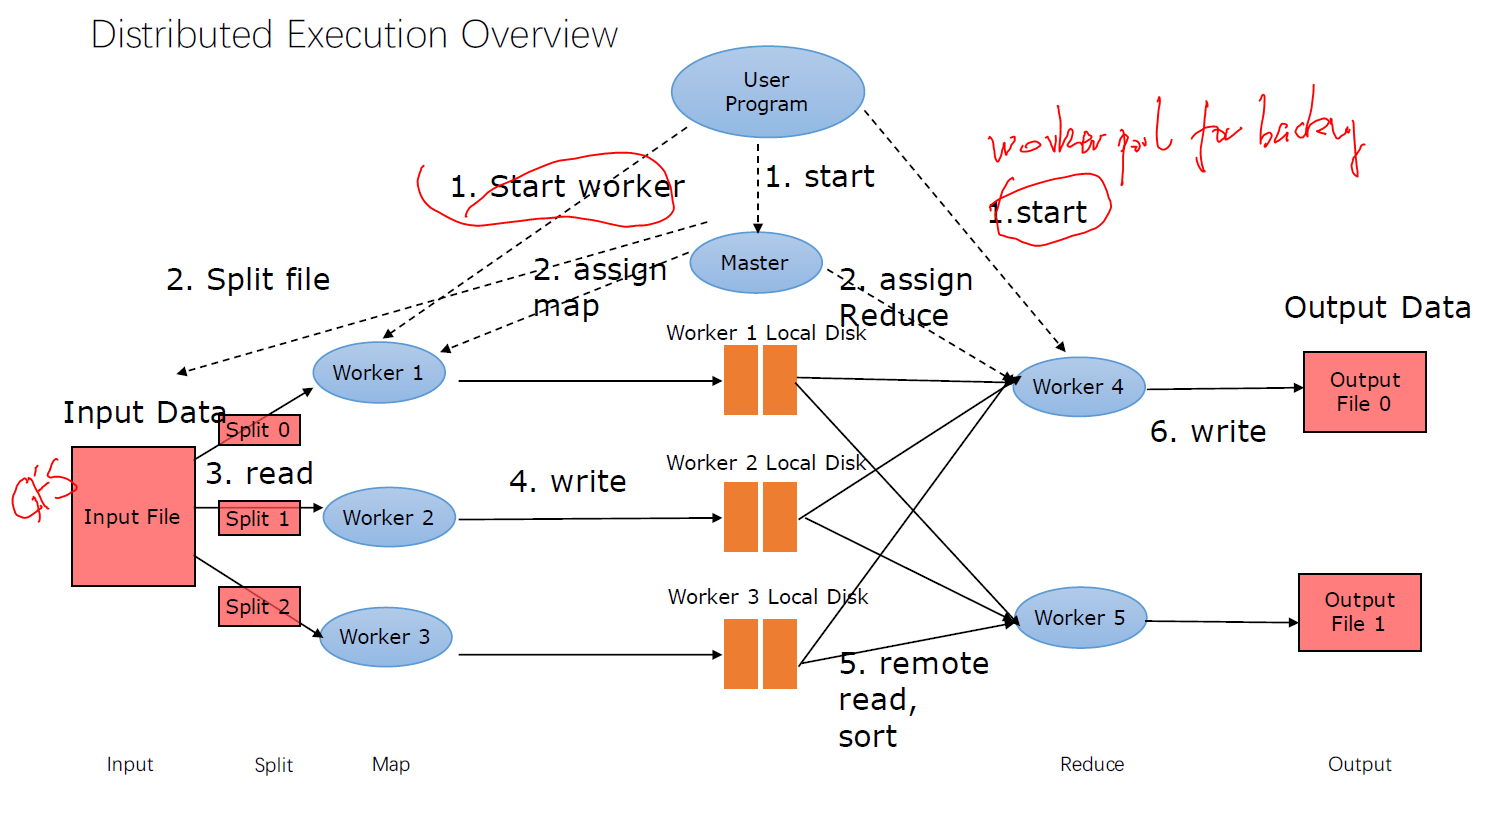 Distributed Execution Overview
User
Program
worker pool for backup
1. Start worker
1. start
1.start
2. Split file
2. assign
map
Master
2. assign
Reduce
Output Data
Worker 1 Local Disk
Worker 1
Worker 4
Output
File 0
Input Data
Split 0
6. write
3. read
4. write
Worker 2 Local Disk
Input File
Split 1
Worker 2
Worker 3 Local Disk
Split 2
Worker 3
Worker 5
Output
File 1
5. remote
read,
sort
Input
Split
Map
Reduce
Output